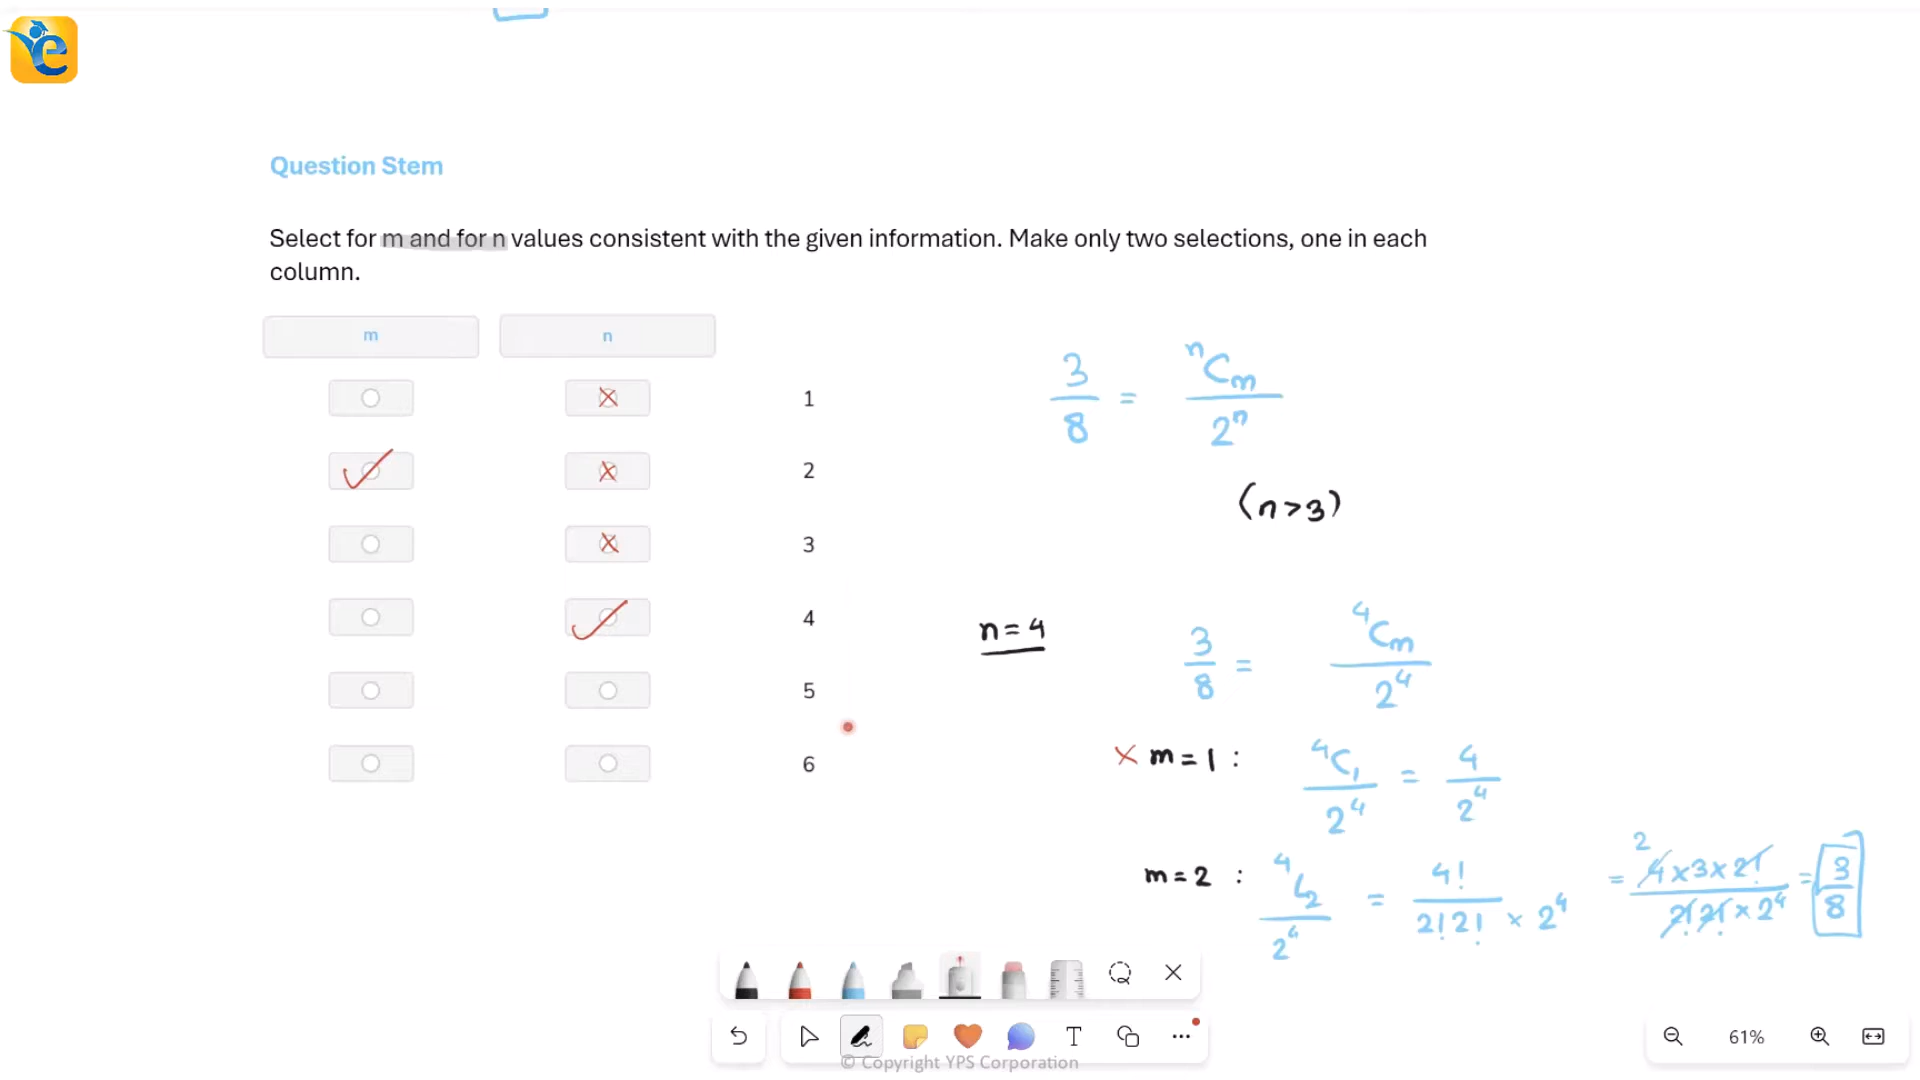 e
Question Stem
Select for m and for n values consistent with the given information. Make only two selections, one in each
column.
m n
1
2
3
4
5
6
3/8 = ⁿCₘ / 2ⁿ
(n > 3)
n = 4
3/8 = ⁴Cₘ / 2⁴
× m = 1 : ⁴C₁ / 2⁴ = 4 / 2⁴
m = 2 : ⁴C₂ / 2⁴ = 4! / 2!2! × 2⁴ = 2 4 × 3 × 2! / 2! 2! × 2⁴ = 3/8
T
61%
© Copyright YPS Corporation